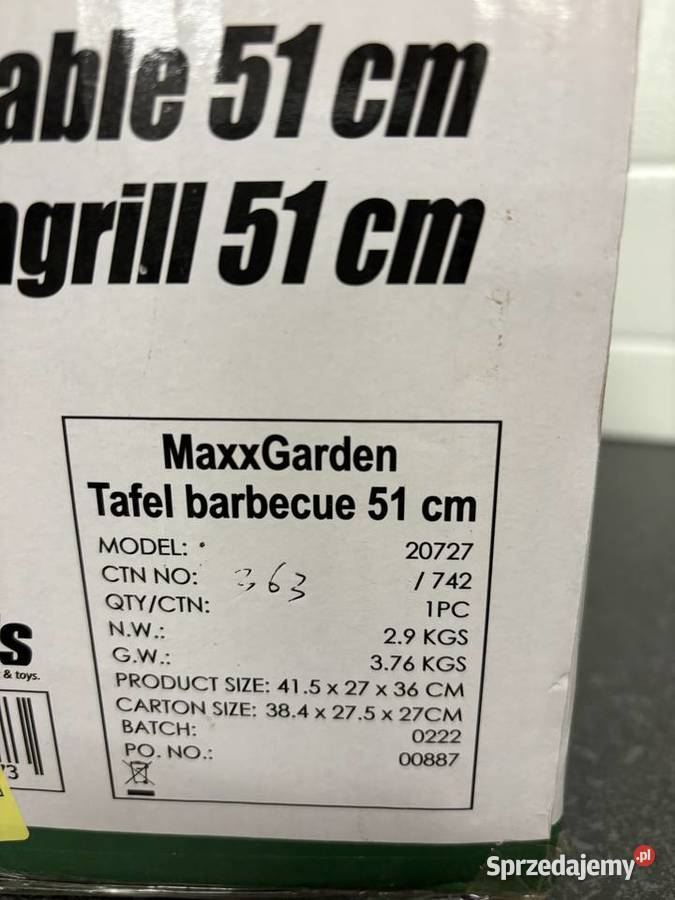 able 51 cm
grill 51 cm
MaxxGarden
Tafel barbecue 51 cm
MODEL: 20727
CTN NO: 363 / 742
QTY/CTN: 1PC
N.W.: 2.9 KGS
G.W.: 3.76 KGS
PRODUCT SIZE: 41.5 x 27 x 36 CM
CARTON SIZE: 38.4 x 27.5 x 27CM
BATCH: 0222
PO. NO.: 00887
s
& toys.
73
Sprzedajemy.pl